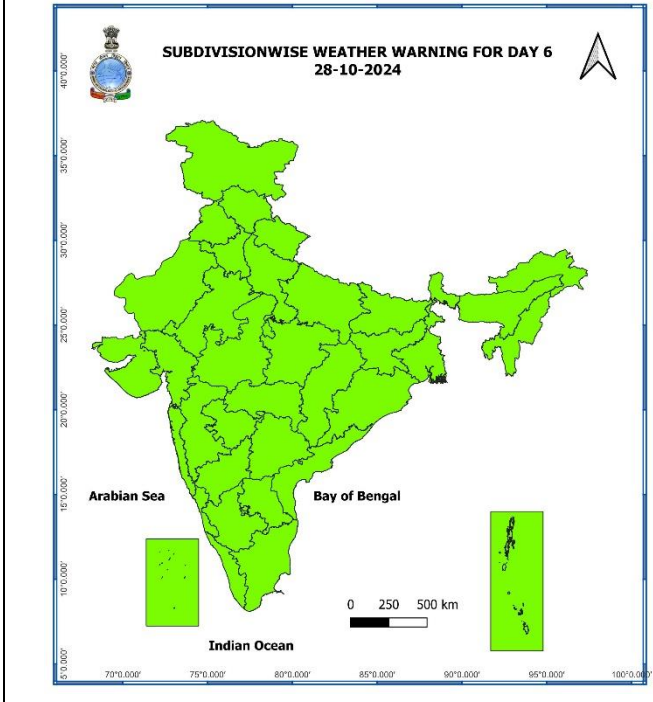 SUBDIVISIONWISE WEATHER WARNING FOR DAY 6
28-10-2024
40°0.000'
35°0.000'
30°0.000'
25°0.000'
20°0.000'
15°0.000'
10°0.000'
5°0.000'
Arabian Sea
Bay of Bengal
0 250 500 km
Indian Ocean
70°0.000' 75°0.000' 80°0.000' 85°0.000' 90°0.000' 95°0.000' 100°0.000'